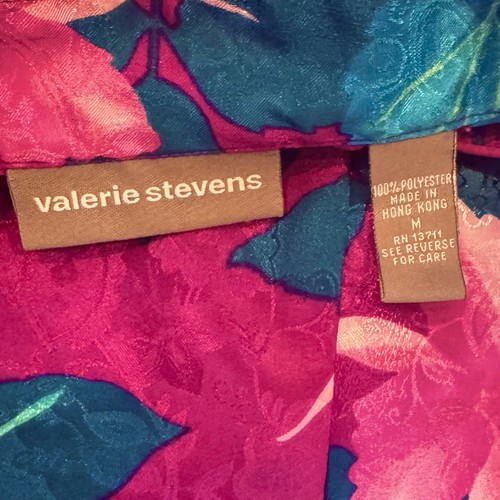 valerie stevens
100% POLYESTER
MADE IN
HONG KONG
M
RN 13711
SEE REVERSE
FOR CARE